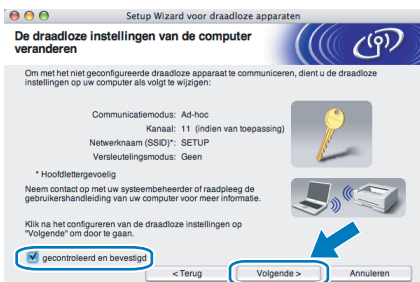 Setup Wizard voor draadloze apparaten
De draadloze instellingen van de computer
veranderen
Om met het niet geconfigureerde draadloze apparaat te communiceren, dient u de draadloze
instellingen op uw computer als volgt te wijzigen:
Communicatiemodus: Ad-hoc
Kanaal: 11 (indien van toepassing)
Netwerknaam (SSID)*: SETUP
Versleutelingsmodus: Geen
* Hoofdlettergevoelig
Neem contact op met uw systeembeheerder of raadpleeg de
gebruikershandleiding van uw computer voor meer informatie.
Klik na het configureren van de draadloze instellingen op
"Volgende" om door te gaan.
gecontroleerd en bevestigd
< Terug
Volgende >
Annuleren